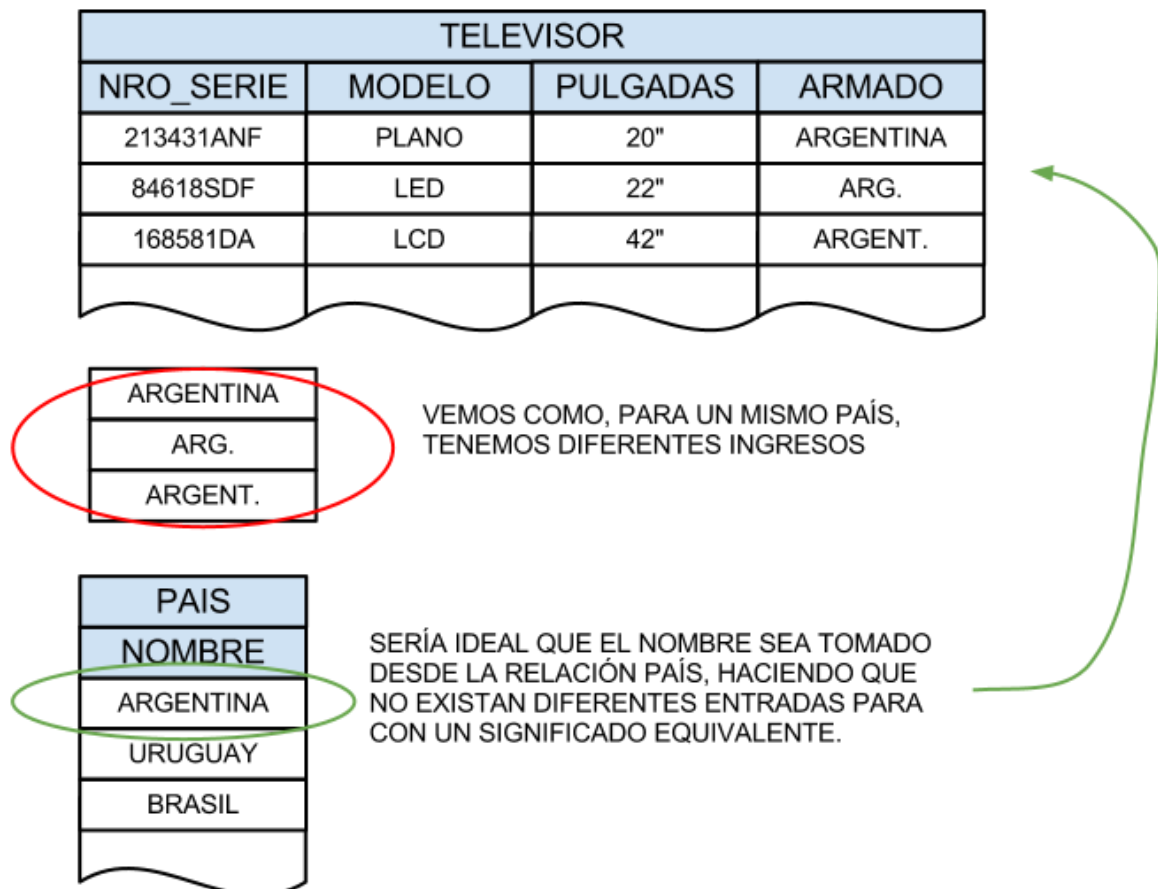 TELEVISOR
NRO_SERIE MODELO PULGADAS ARMADO
213431ANF PLANO 20" ARGENTINA
84618SDF LED 22" ARG.
168581DA LCD 42" ARGENT.
ARGENTINA
ARG.
ARGENT.
VEMOS COMO, PARA UN MISMO PAÍS,
TENEMOS DIFERENTES INGRESOS
PAIS
NOMBRE
ARGENTINA
URUGUAY
BRASIL
SERÍA IDEAL QUE EL NOMBRE SEA TOMADO
DESDE LA RELACIÓN PAÍS, HACIENDO QUE
NO EXISTAN DIFERENTES ENTRADAS PARA
CON UN SIGNIFICADO EQUIVALENTE.